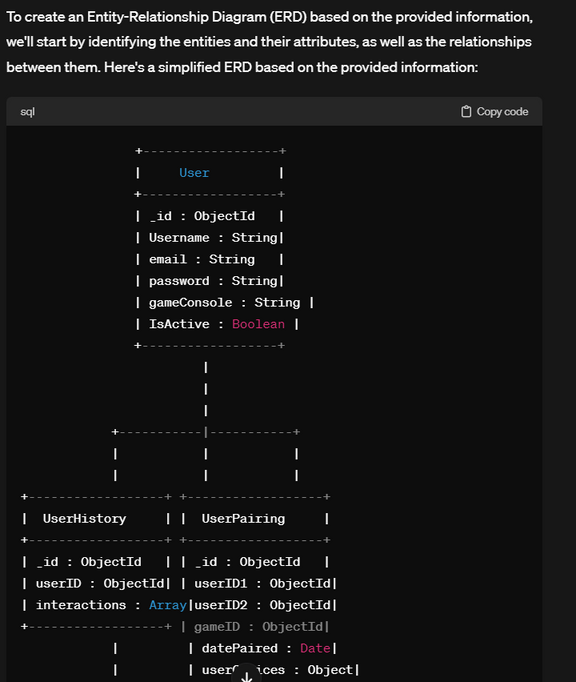 To create an Entity-Relationship Diagram (ERD) based on the provided information,
we'll start by identifying the entities and their attributes, as well as the relationships
between them. Here's a simplified ERD based on the provided information:
sql Copy code
+------------------+
|     User         |
+------------------+
| _id : ObjectId   |
| Username : String|
| email : String   |
| password : String|
| gameConsole : String |
| IsActive : Boolean |
+------------------+
|
|
|
+-----------|-----------+
|           |           |
|           |           |
+------------------+ +------------------+
|  UserHistory     | |  UserPairing     |
+------------------+ +------------------+
| _id : ObjectId   | | _id : ObjectId   |
| userID : ObjectId| | userID1 : ObjectId|
| interactions : Array|userID2 : ObjectId|
+------------------+ | gameID : ObjectId|
|         | datePaired : Date|
|         | : Object|